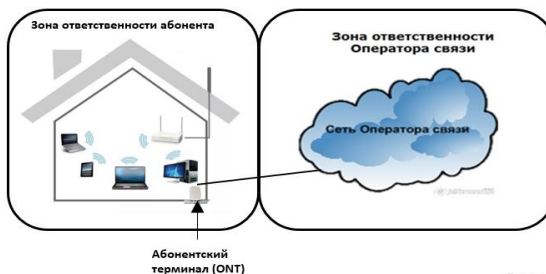 Зона ответственности абонента
Зона ответственности
Оператора связи
Сеть Оператора связи
Абонентский
терминал (ONT)